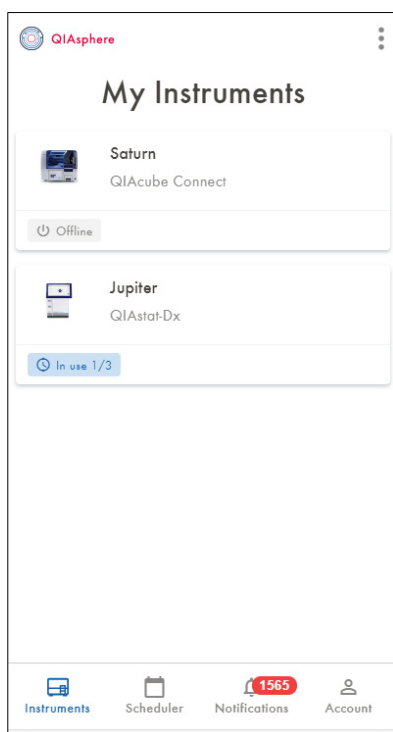 QIAsphere
My Instruments
Saturn
QIAcube Connect
Offline
Jupiter
QIAstat-Dx
In use 1/3
1565
Instruments Scheduler Notifications Account